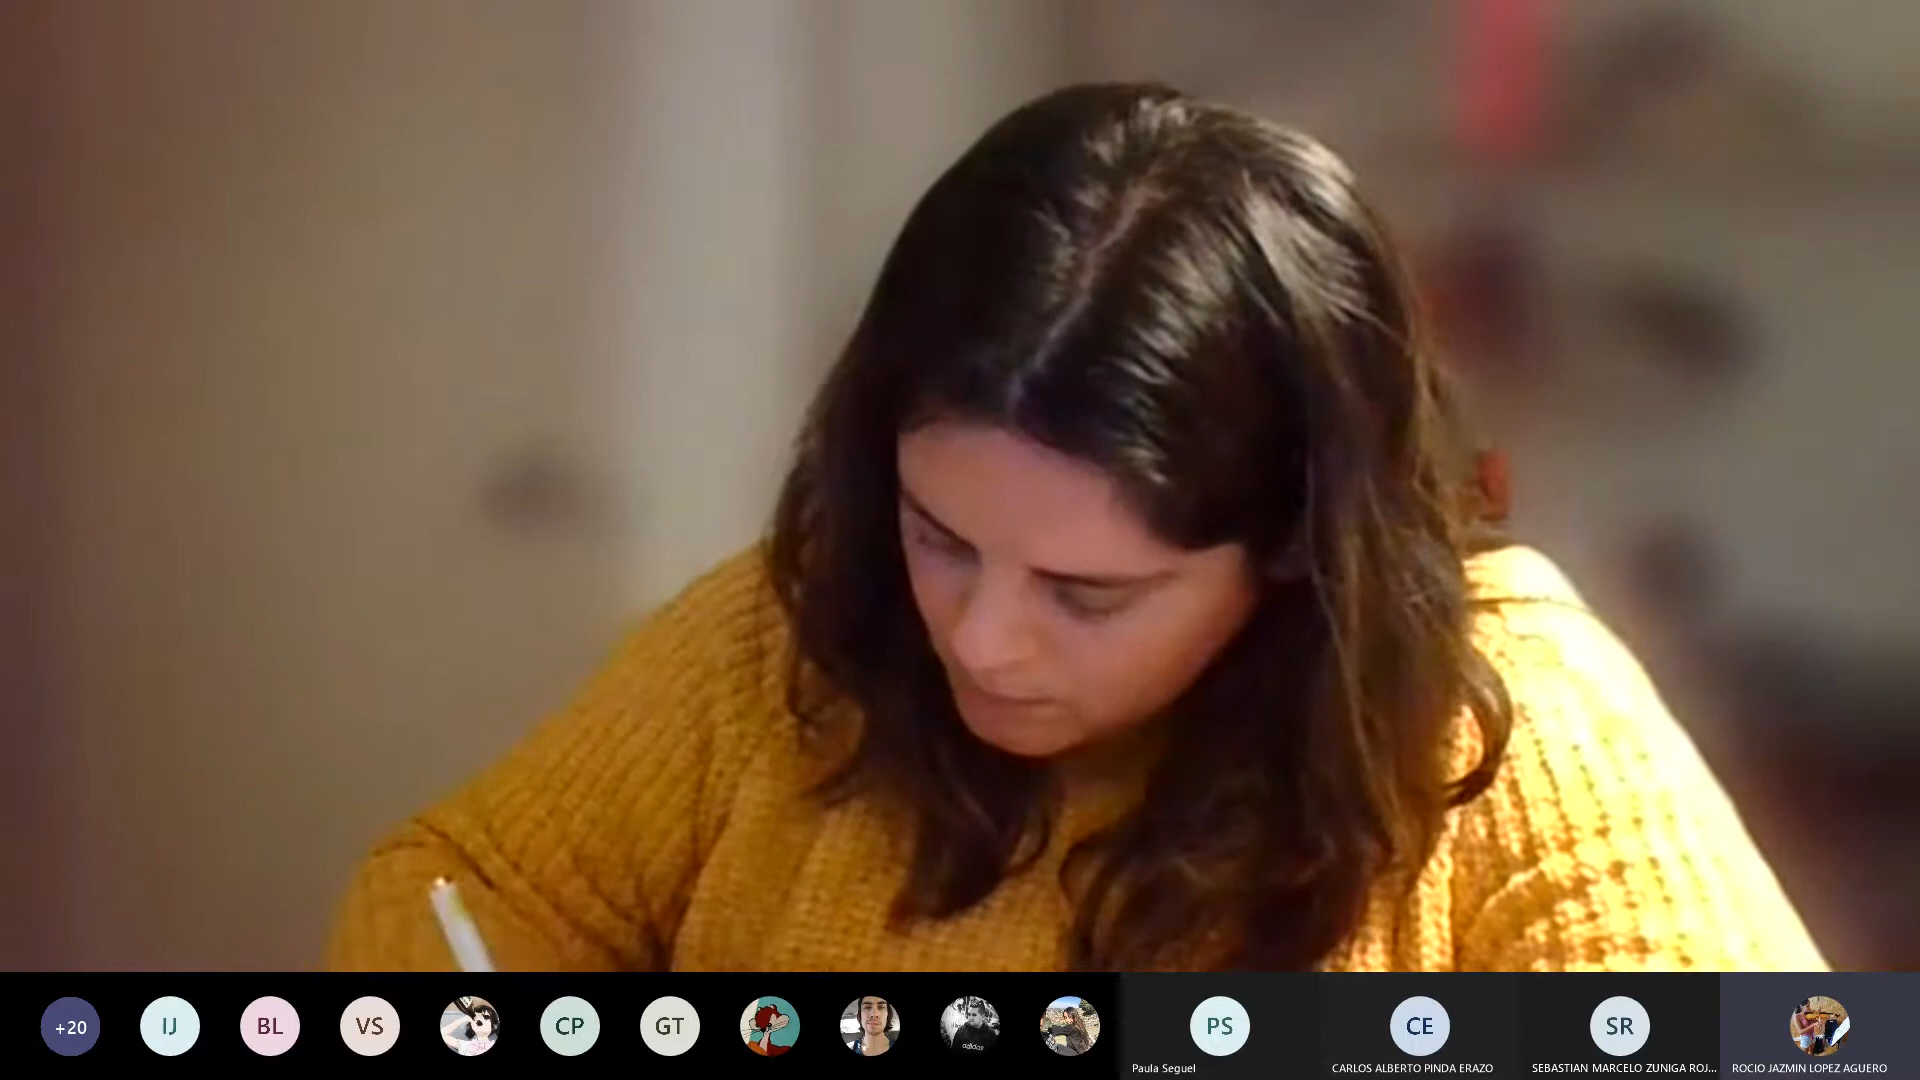 +20
IJ
BL
VS
CP
GT
PS
CE
SR
adidas
Paula Seguel
CARLOS ALBERTO PINDA ERAZO
SEBASTIAN MARCELO ZUNIGA ROJ...
ROCIO JAZMIN LOPEZ AGUERO